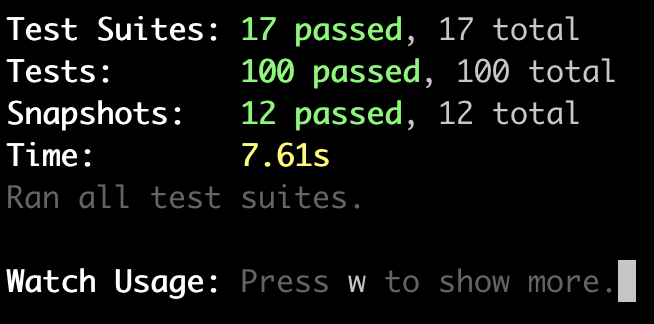 Test Suites: 17 passed, 17 total
Tests:       100 passed, 100 total
Snapshots:   12 passed, 12 total
Time:        7.61s
Ran all test suites.
Watch Usage: Press w to show more.